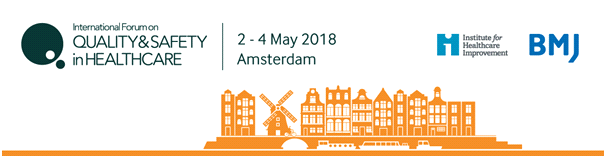 International Forum on
QUALITY&SAFETY
in HEALTHCARE
2 - 4 May 2018
Amsterdam
Institute for
Healthcare
Improvement
BMJ